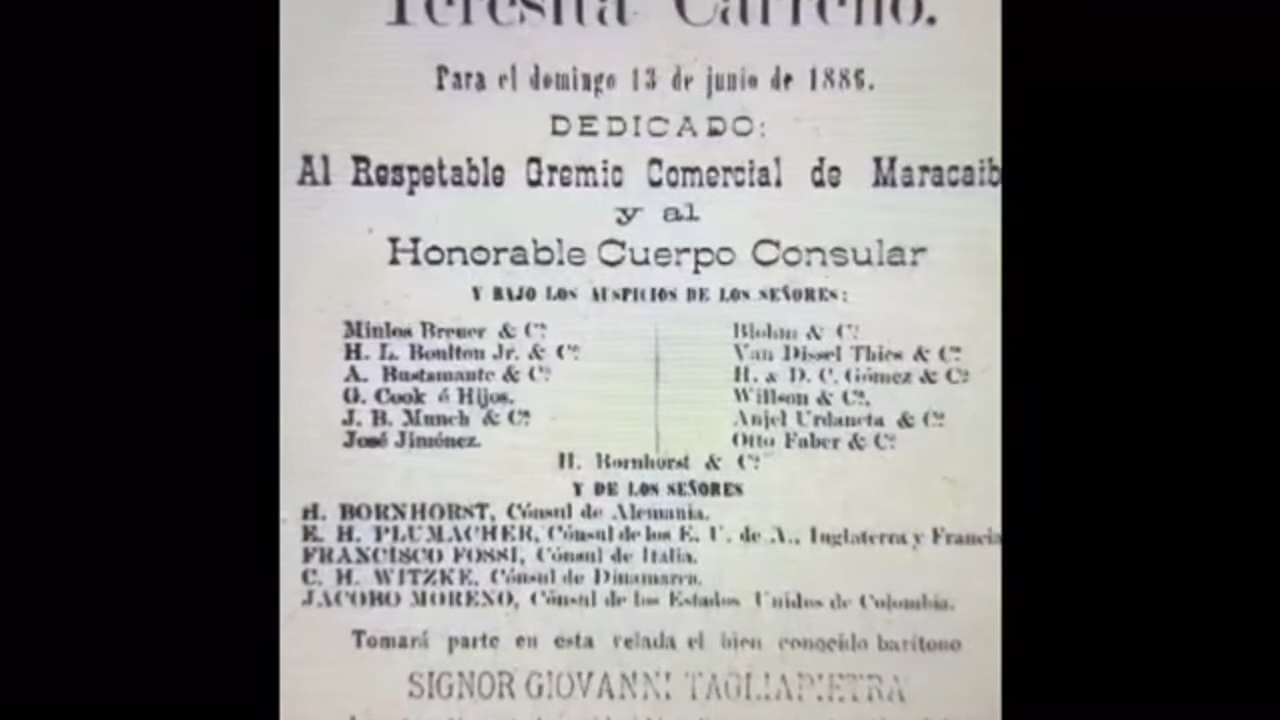 Teresita Carreño.
Para el domingo 13 de junio de 1886.
DEDICADO:
Al Respetable Gremio Comercial de Maracaib
y al
Honorable Cuerpo Consular
Y BAJO LOS AUSPICIOS DE LOS SEÑORES:
Minlos Breuer & Cª
H. L. Boulton Jr. & Cª
A. Bustamante & Cª
O. Cook é Hijos.
J. B. Munch & Cª
José Jiménez.
Blohm & Cª
Van Dissel Thies & Cª
H. & D. C. Gómez & Cª
Willson & Cª.
Anjel Urdaneta & Cª
Otto Faber & Cª
H. Bornhorst & Cª
Y DE LOS SEÑORES
H. BORNHORST, Cónsul de Alemania.
E. H. PLUMACHER, Cónsul de los E. U. de A., Inglaterra y Francia
FRANCISCO FOSSI, Cónsul de Italia.
C. H. WITZKE, Cónsul de Dinamarca.
JACOBO MORENO, Cónsul de los Estados Unidos de Colombia.
Tomará parte en esta velada el bien conocido barítono
SIGNOR GIOVANNI TAGLIAPIETRA